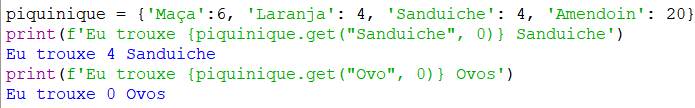 piquinique = {'Maça':6, 'Laranja': 4, 'Sanduiche': 4, 'Amendoin': 20}
print(f'Eu trouxe {piquinique.get("Sanduiche", 0)} Sanduiche')
Eu trouxe 4 Sanduiche
print(f'Eu trouxe {piquinique.get("Ovo", 0)} Ovos')
Eu trouxe 0 Ovos